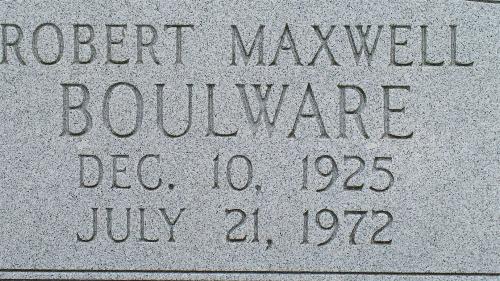 ROBERT MAXWELL
BOULWARE
DEC. 10, 1925
JULY 21, 1972